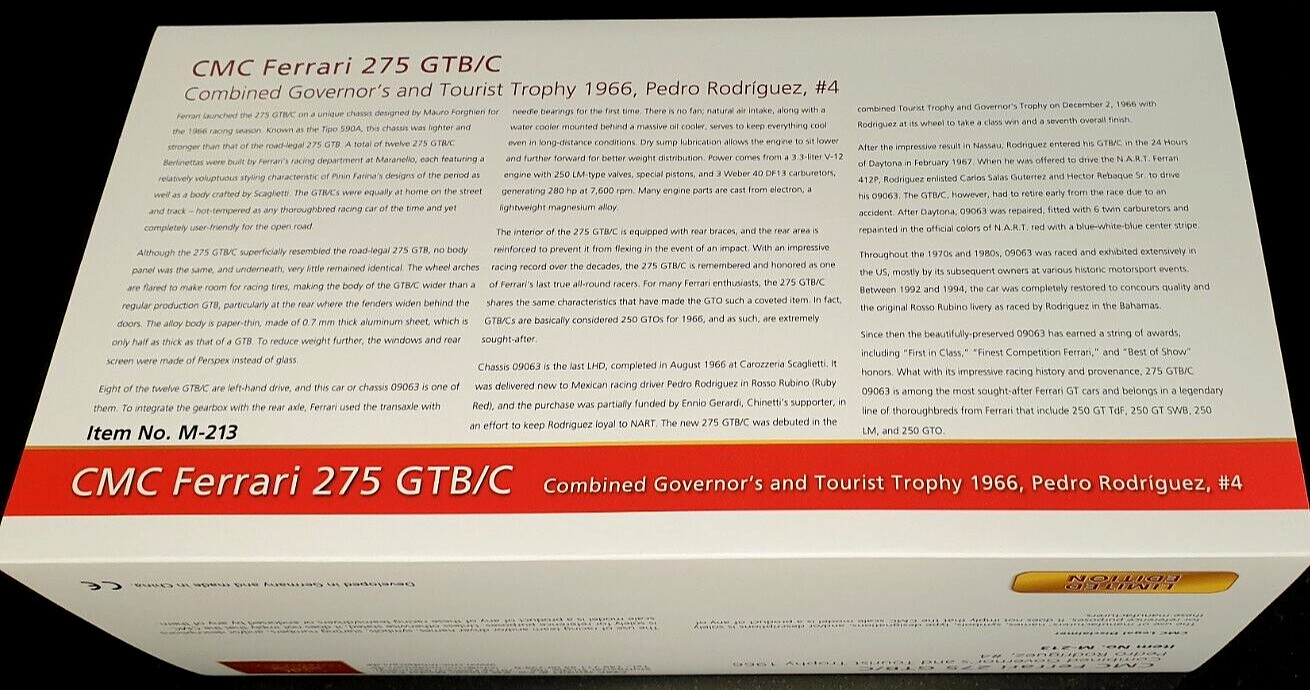 CMC Ferrari 275 GTB/C
Combined Governor's and Tourist Trophy 1966, Pedro Rodríguez, #4
Ferrari launched the 275 GTB/C on a unique chassis designed by Mauro Forghieri for
the 1966 racing season. Known as the Tipo 590A, this chassis was lighter and
stronger than that of the road-legal 275 GTB. A total of twelve 275 GTB/C
Berlinettas were built by Ferrari's racing department at Maranello, each featuring a
relatively voluptuous styling characteristic of Pinin Farina's designs of the period as
well as a body crafted by Scaglietti. The GTB/Cs were equally at home on the street
and track – hot-tempered as any thoroughbred racing car of the time and yet
completely user-friendly for the open road.
Although the 275 GTB/C superficially resembled the road-legal 275 GTB, no body
panel was the same, and underneath, very little remained identical. The wheel arches
are flared to make room for racing tires, making the body of the GTB/C wider than a
regular production GTB, particularly at the rear where the fenders widen behind the
doors. The alloy body is paper-thin, made of 0.7 mm thick aluminum sheet, which is
only half as thick as that of a GTB. To reduce weight further, the windows and rear
screen were made of Perspex instead of glass.
Eight of the twelve GTB/C are left-hand drive, and this car or chassis 09063 is one of
them. To integrate the gearbox with the rear axle, Ferrari used the transaxle with
needle bearings for the first time. There is no fan; natural air intake, along with a
water cooler mounted behind a massive oil cooler, serves to keep everything cool
even in long-distance conditions. Dry sump lubrication allows the engine to sit lower
and further forward for better weight distribution. Power comes from a 3.3-liter V-12
engine with 250 LM-type valves, special pistons, and 3 Weber 40 DF13 carburetors,
generating 280 hp at 7,600 rpm. Many engine parts are cast from electron, a
lightweight magnesium alloy.
The interior of the 275 GTB/C is equipped with rear braces, and the rear area is
reinforced to prevent it from flexing in the event of an impact. With an impressive
racing record over the decades, the 275 GTB/C is remembered and honored as one
of Ferrari's last true all-round racers. For many Ferrari enthusiasts, the 275 GTB/C
shares the same characteristics that have made the GTO such a coveted item. In fact,
GTB/Cs are basically considered 250 GTOs for 1966, and as such, are extremely
sought-after.
Chassis 09063 is the last LHD, completed in August 1966 at Carozzeria Scaglietti. It
was delivered new to Mexican racing driver Pedro Rodriguez in Rosso Rubino (Ruby
Red), and the purchase was partially funded by Ennio Gerardi, Chinetti's supporter, in
an effort to keep Rodriguez loyal to NART. The new 275 GTB/C was debuted in the
combined Tourist Trophy and Governor's Trophy on December 2, 1966 with
Rodriguez at its wheel to take a class win and a seventh overall finish.
After the impressive result in Nassau, Rodriguez entered his GTB/C in the 24 Hours
of Daytona in February 1967. When he was offered to drive the N.A.R.T. Ferrari
412P, Rodriguez enlisted Carlos Salas Guterrez and Hector Rebaque Sr. to drive
his 09063. The GTB/C, however, had to retire early from the race due to an
accident. After Daytona, 09063 was repaired, fitted with 6 twin carburetors and
repainted in the official colors of N.A.R.T. red with a blue-white-blue center stripe.
Throughout the 1970s and 1980s, 09063 was raced and exhibited extensively in
the US, mostly by its subsequent owners at various historic motorsport events.
Between 1992 and 1994, the car was completely restored to concours quality and
the original Rosso Rubino livery as raced by Rodriguez in the Bahamas.
Since then the beautifully-preserved 09063 has earned a string of awards,
including "First in Class," "Finest Competition Ferrari," and "Best of Show"
honors. What with its impressive racing history and provenance, 275 GTB/C
09063 is among the most sought-after Ferrari GT cars and belongs in a legendary
line of thoroughbreds from Ferrari that include 250 GT TdF, 250 GT SWB, 250
LM, and 250 GTO.
Item No. M-213
CMC Ferrari 275 GTB/C Combined Governor's and Tourist Trophy 1966, Pedro Rodríguez, #4
Developed in Germany and made in China. CE
LIMITED
EDITION
CMC Legal Disclaimer
Item No. M-213
Pedro Rodríguez, #4
Combined Governor's and Tourist Trophy 1966
CMC Ferrari 275 GTB/C